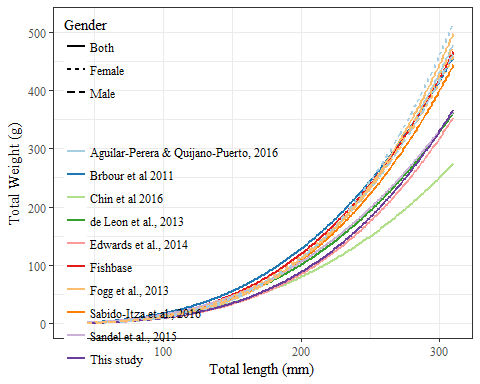 Gender
Both
Female
Male
Aguilar-Perera & Quijano-Puerto, 2016
Brbour et al 2011
Chin et al 2016
de Leon et al., 2013
Edwards et al., 2014
Fishbase
Fogg et al., 2013
Sabido-Itza et al., 2016
Sandel et al., 2015
This study
Total Weight (g)
500
400
300
200
100
0
100
200
300
Total length (mm)